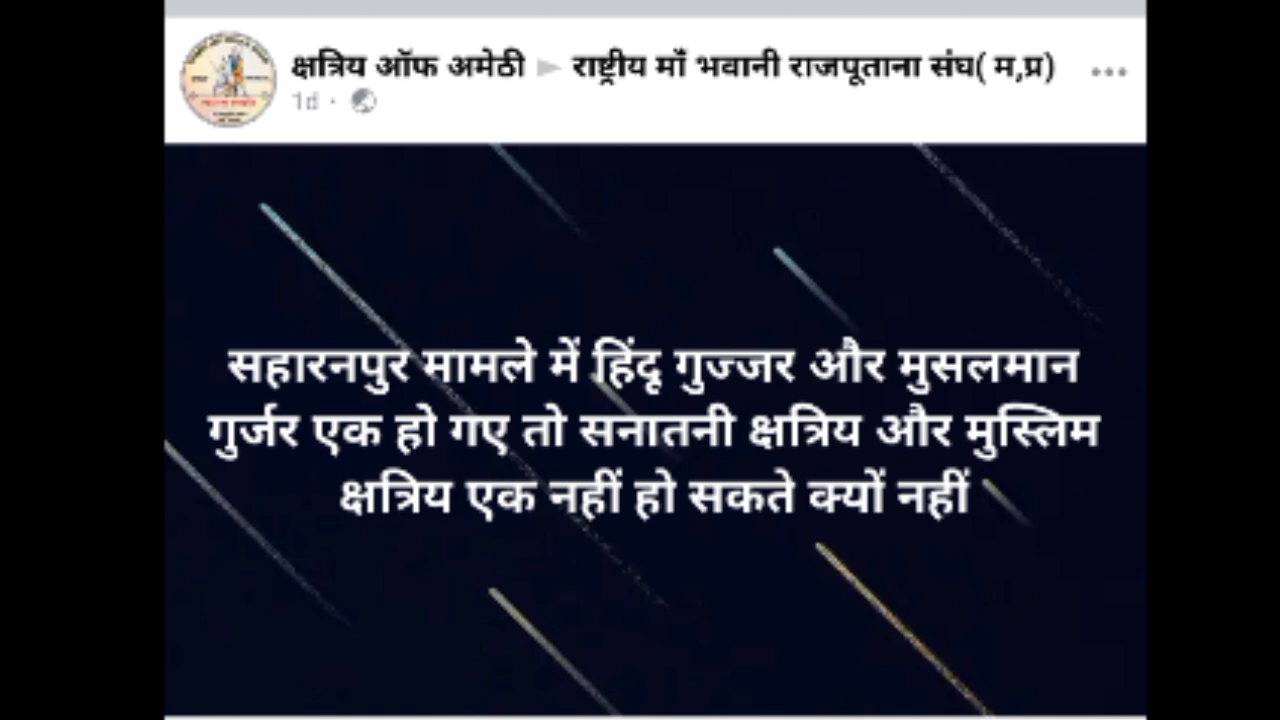 क्षत्रिय ऑफ अमेठी ► राष्ट्रीय माँ भवानी राजपूताना संघ( म,प्र)
1d ·
सहारनपुर मामले में हिंदू गुज्जर और मुसलमान
गुर्जर एक हो गए तो सनातनी क्षत्रिय और मुस्लिम
क्षत्रिय एक नहीं हो सकते क्यों नहीं